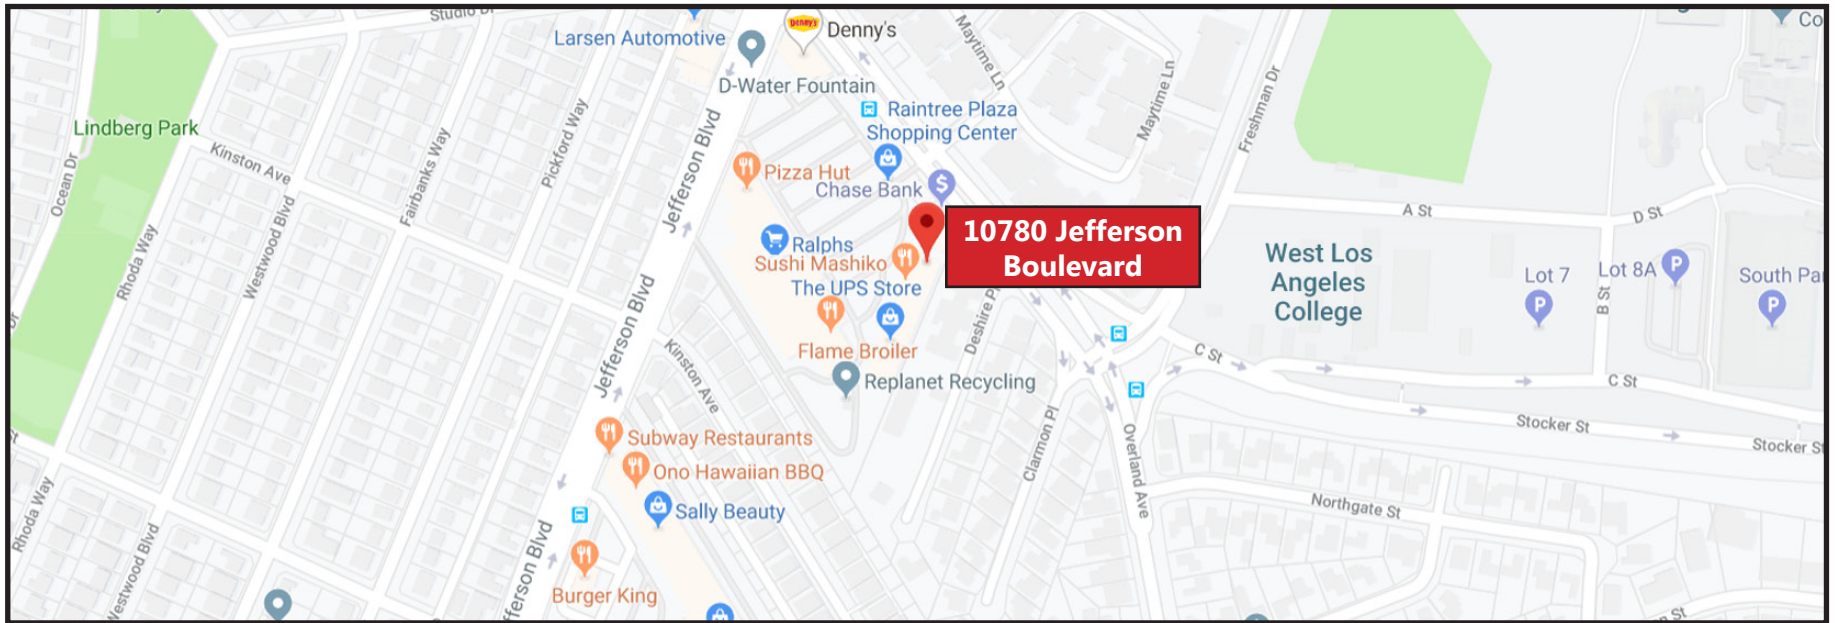 Studio Dr
Larsen Automotive
Denny's
Denny's
D-Water Fountain
Maytime Ln
Maytime Ln
Freshman Dr
Co
Lindberg Park
Kinston Ave
Ocean Dr
Fairbanks Way
Pickford Way
Jefferson Blvd
Raintree Plaza
Shopping Center
Pizza Hut
Chase Bank
$
10780 Jefferson
Boulevard
Ralphs
Sushi Mashiko
The UPS Store
Flame Broiler
Replanet Recycling
Deshire Pl
A St
D St
West Los
Angeles
College
Lot 7
P
Lot 8A
P
South Pa
P
B St
C St
C St
Stocker St
Stocker St
Rhoda Way
Westwood Blvd
Jefferson Blvd
Kinston Ave
Subway Restaurants
Ono Hawaiian BBQ
Sally Beauty
Clarmon Pl
Overland Ave
Northgate St
Rhoda Way
Westwood Blvd
Jefferson Blvd
Burger King
St